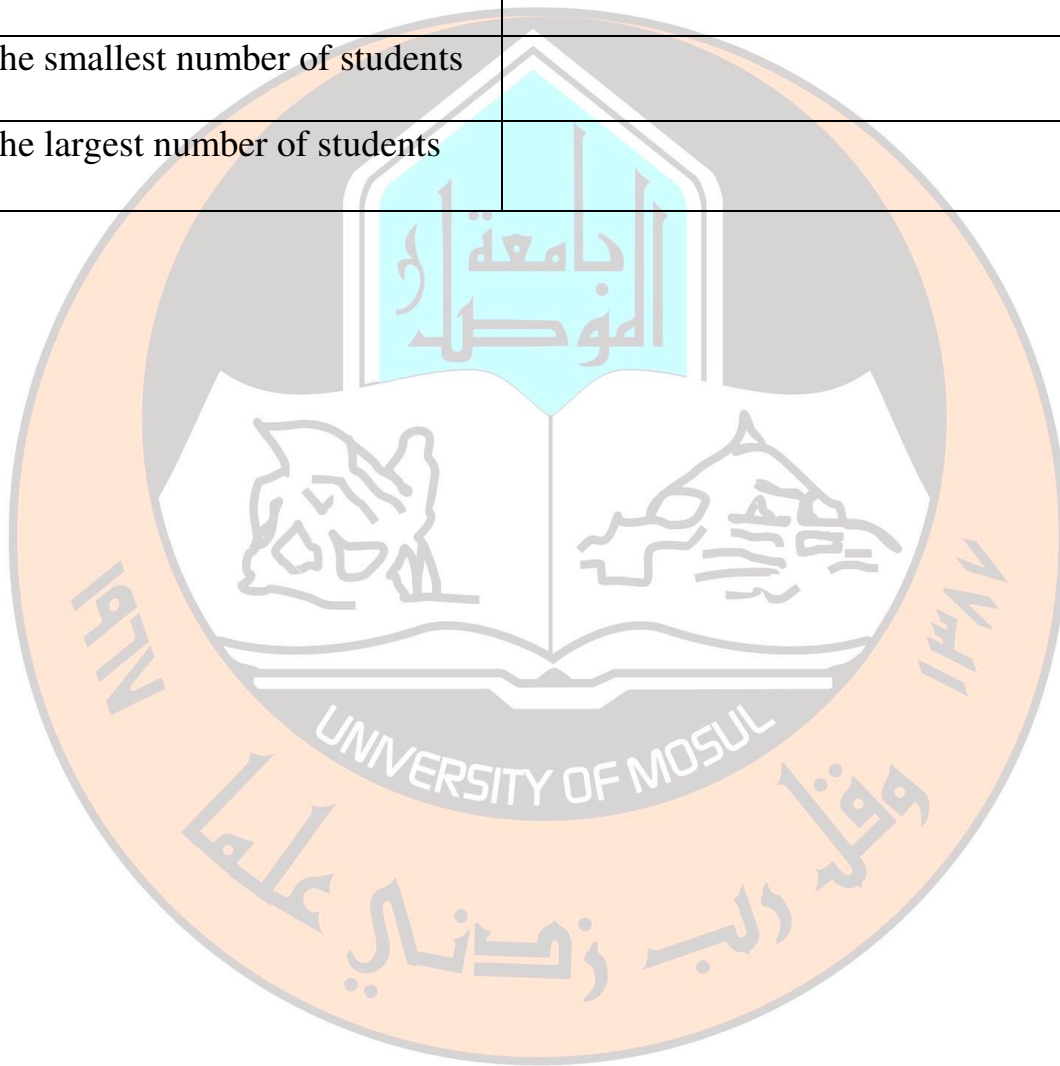 he smallest number of students
he largest number of students
جامعة
الموصل
١٩٦٧
١٣٨٧
UNIVERSITY OF MOSUL
وقل رب زدني علما